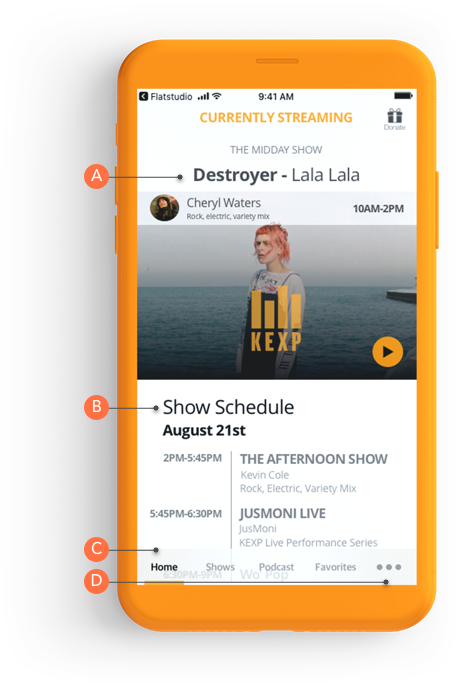 Flatstudio
9:41 AM
CURRENTLY STREAMING
Donate
THE MIDDAY SHOW
A
Destroyer - Lala Lala
Cheryl Waters
Rock, electric, variety mix
10AM-2PM
KEXP
B
Show Schedule
August 21st
2PM-5:45PM
THE AFTERNOON SHOW
Kevin Cole
Rock, Electric, Variety Mix
5:45PM-6:30PM
JUSMONI LIVE
JusMoni
KEXP Live Performance Series
C
Home
Shows
Podcast
Favorites
6:30PM-9PM
Wo' Pop
D